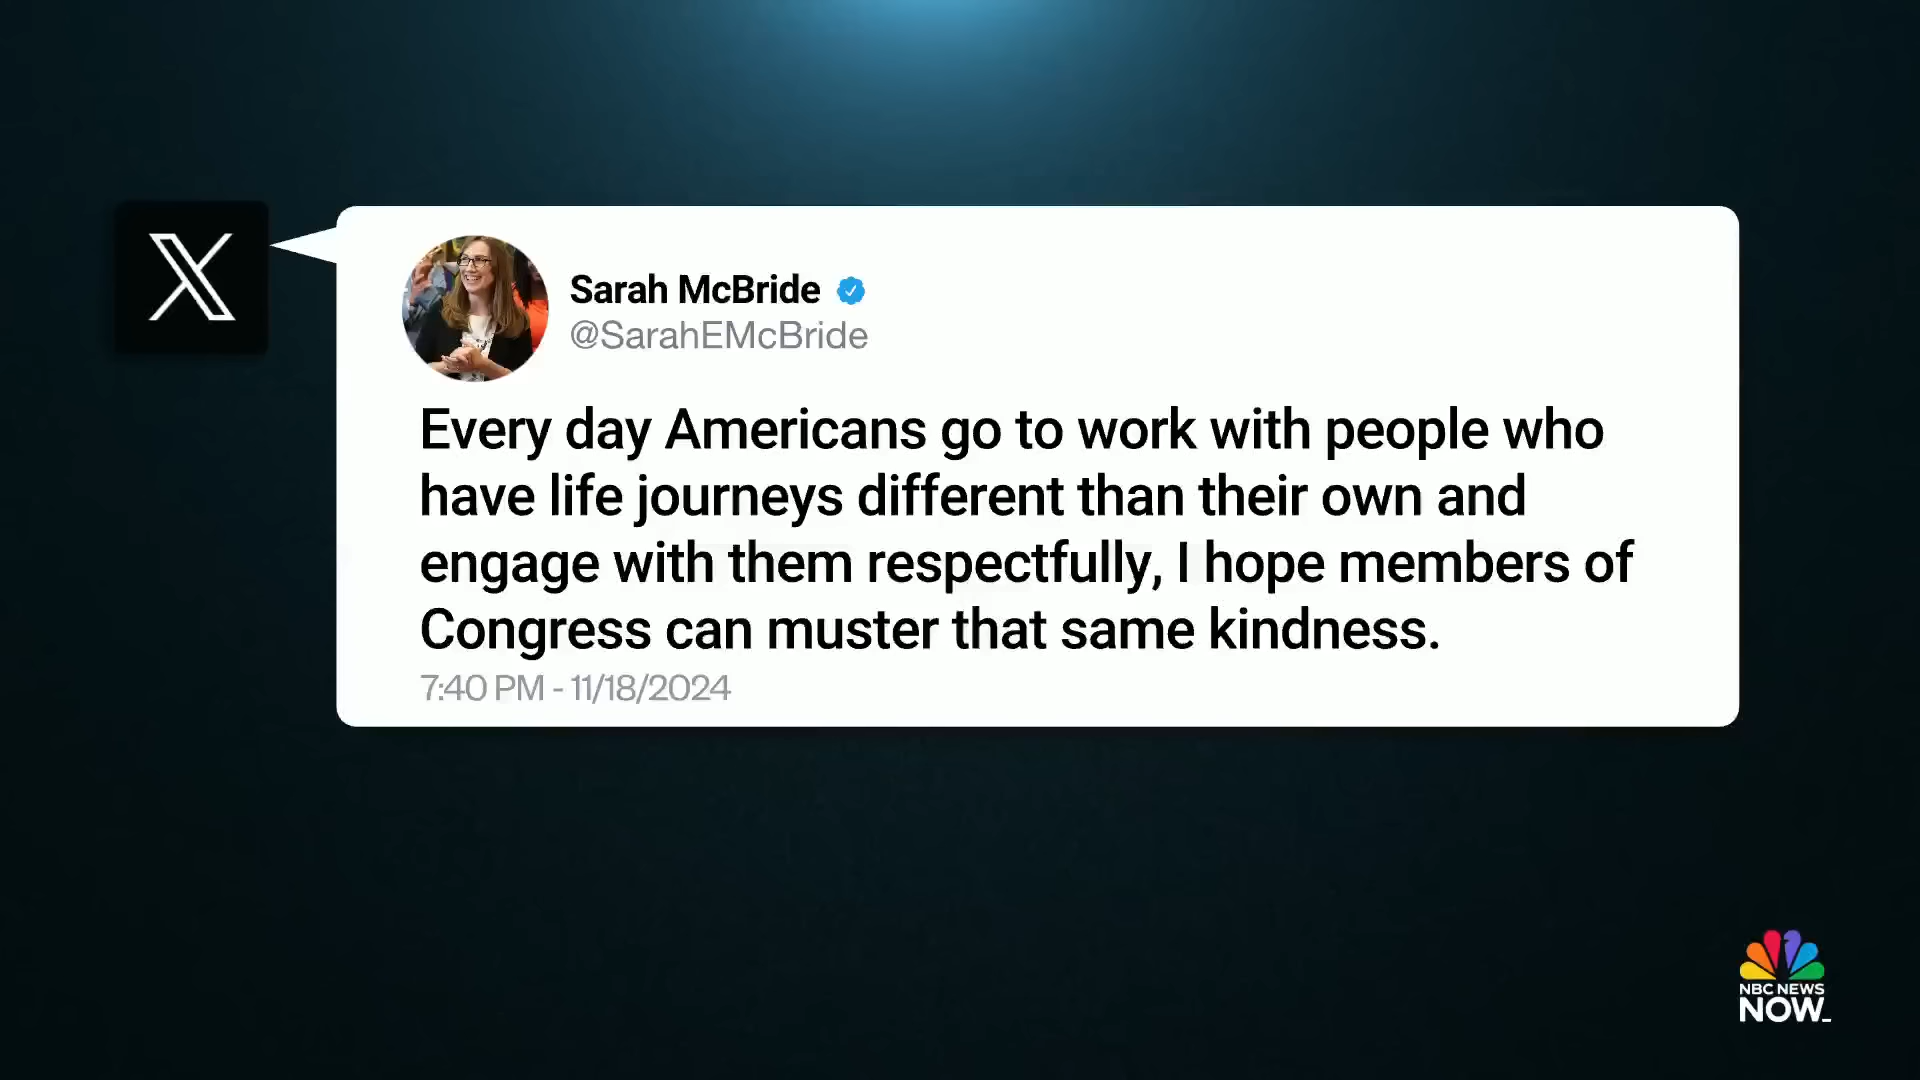 Sarah McBride
@SarahEMcBride
Every day Americans go to work with people who
have life journeys different than their own and
engage with them respectfully, I hope members of
Congress can muster that same kindness.
7:40 PM - 11/18/2024
NBC NEWS
NOW_